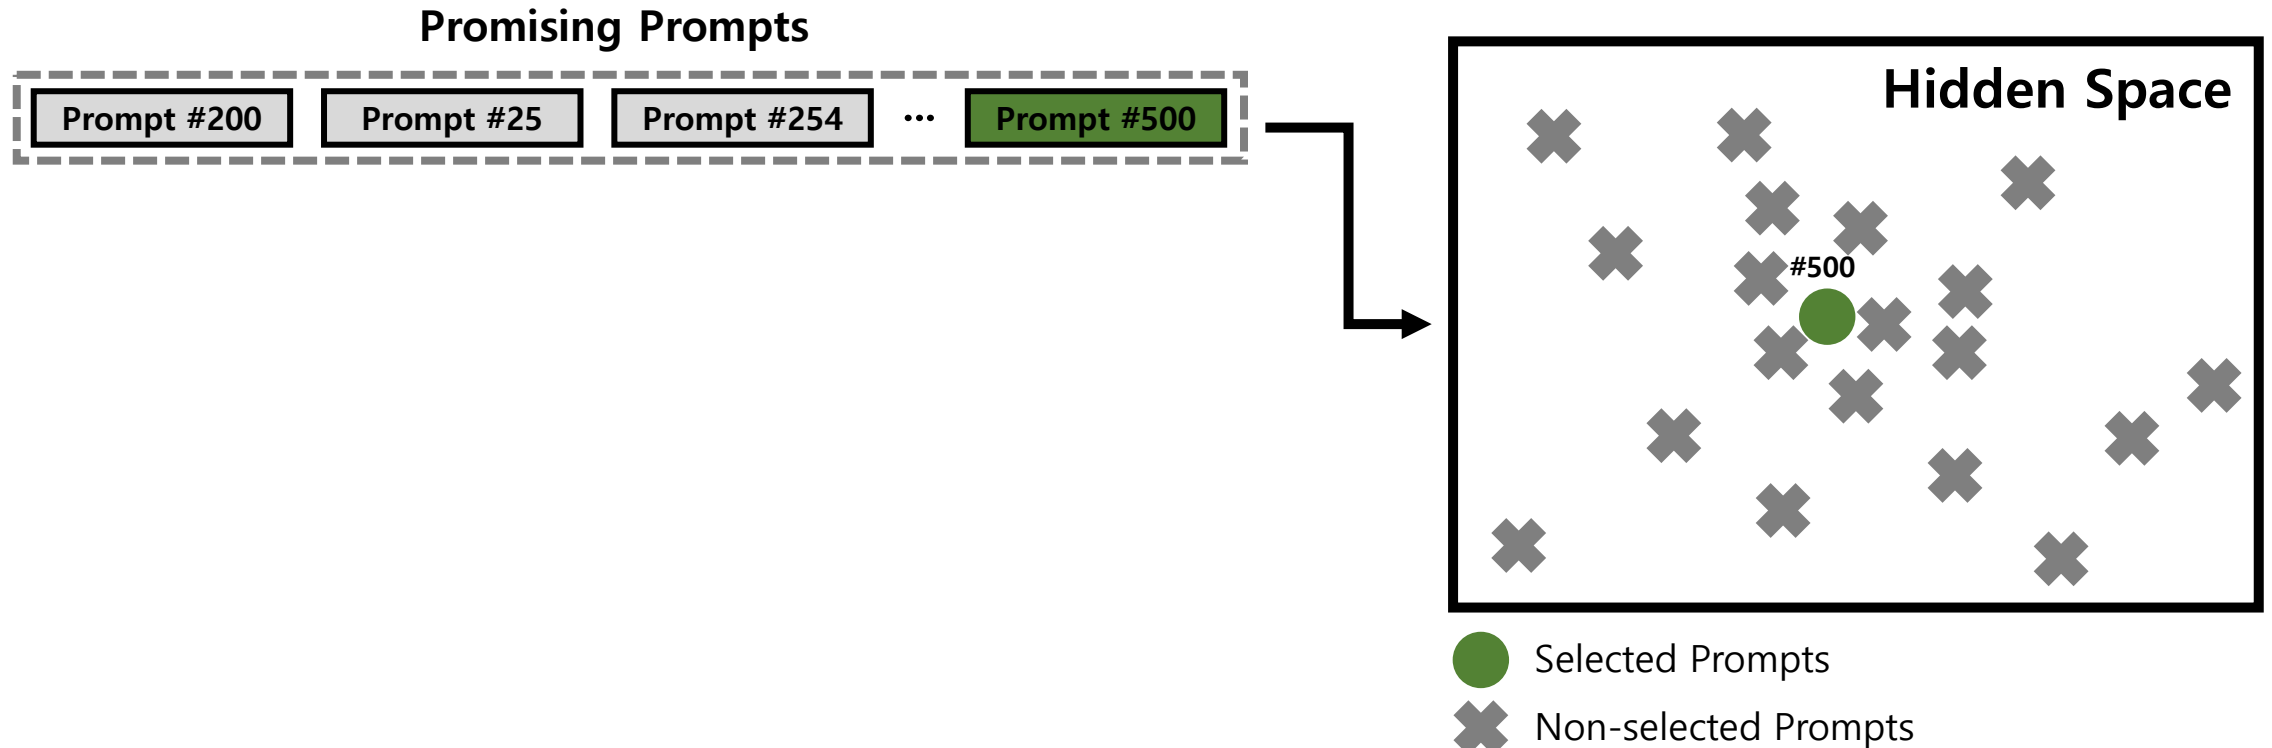 Promising Prompts
Prompt #200
Prompt #25
Prompt #254
...
Prompt #500
Hidden Space
#500
Selected Prompts
Non-selected Prompts